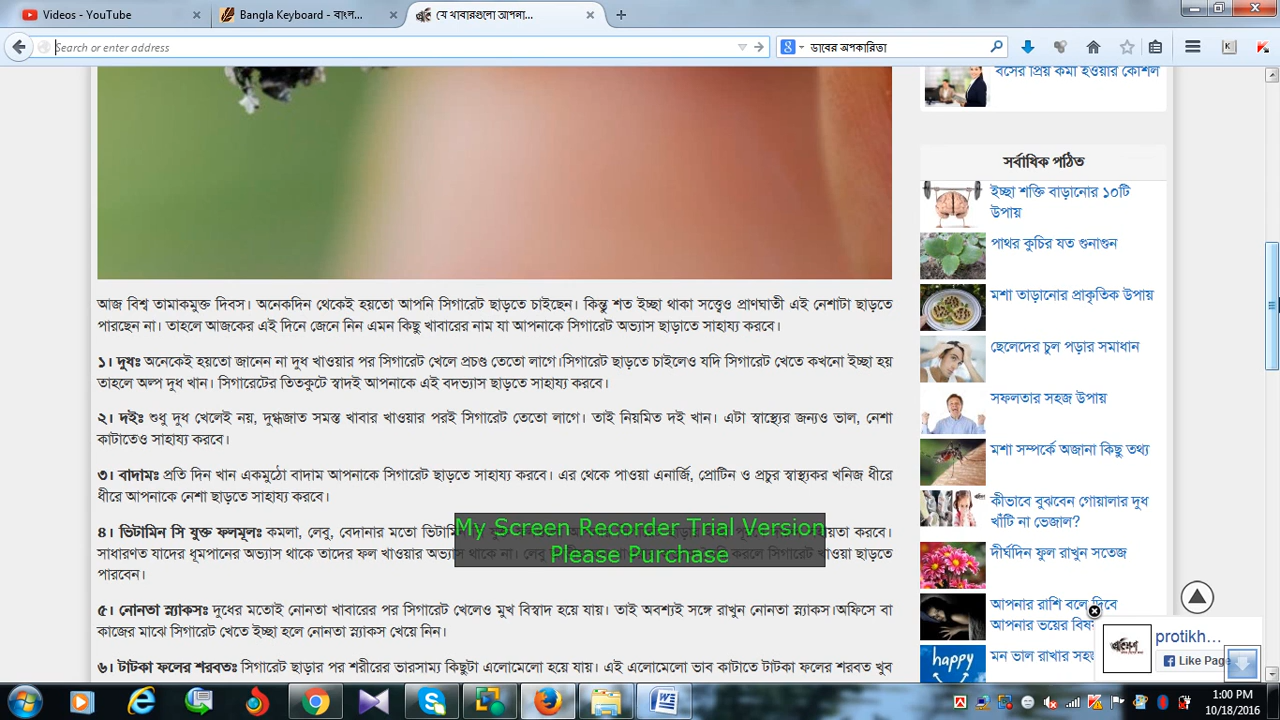 Videos - YouTube
Bangla Keyboard - বাংল...
যে খাবারগুলো আপনা...
Search or enter address
ডাবের অপকারিতা
বসের প্রিয় কর্মী হওয়ার কৌশল
সর্বাধিক পঠিত
ইচ্ছা শক্তি বাড়ানোর ১০টি
উপায়
পাথর কুচির যত গুনাগুন
মশা তাড়ানোর প্রাকৃতিক উপায়
ছেলেদের চুল পড়ার সমাধান
সফলতার সহজ উপায়
মশা সম্পর্কে অজানা কিছু তথ্য
কীভাবে বুঝবেন গোয়ালার দুধ
খাঁটি না ভেজাল?
দীর্ঘদিন ফুল রাখুন সতেজ
আপনার রাশি বলে দিবে
আপনার ভয়ের বিষ
মন ভাল রাখার সহজ
আজ বিশ্ব তামাকমুক্ত দিবস। অনেকদিন থেকেই হয়তো আপনি সিগারেট ছাড়তে চাইছেন। কিন্তু শত ইচ্ছা থাকা সত্ত্বেও প্রাণঘাতী এই নেশাটা ছাড়তে
পারছেন না। তাহলে আজকের এই দিনে জেনে নিন এমন কিছু খাবারের নাম যা আপনাকে সিগারেট অভ্যাস ছাড়াতে সাহায্য করবে।
১। দুধঃ অনেকেই হয়তো জানেন না দুধ খাওয়ার পর সিগারেট খেলে প্রচণ্ড তেতো লাগে।সিগারেট ছাড়তে চাইলেও যদি সিগারেট খেতে কখনো ইচ্ছা হয়
তাহলে অল্প দুধ খান। সিগারেটের তিতকুটে স্বাদই আপনাকে এই বদভ্যাস ছাড়তে সাহায্য করবে।
২। দইঃ শুধু দুধ খেলেই নয়, দুগ্ধজাত সমস্ত খাবার খাওয়ার পরই সিগারেট তেতো লাগে। তাই নিয়মিত দই খান। এটা স্বাস্থ্যের জন্যও ভাল, নেশা
কাটাতেও সাহায্য করবে।
৩। বাদামঃ প্রতি দিন খান একমুঠো বাদাম আপনাকে সিগারেট ছাড়তে সাহায্য করবে। এর থেকে পাওয়া এনার্জি, প্রোটিন ও প্রচুর স্বাস্থ্যকর খনিজ ধীরে
ধীরে আপনাকে নেশা ছাড়তে সাহায্য করবে।
৪। ভিটামিন সি যুক্ত ফলমূলঃ কমলা, লেবু, বেদানার মতো করবে।
সাধারণত যাদের ধূমপানের অভ্যাস থাকে তাদের ফল খাওয়ার অভ্যাস থাকে না। লেবু করলে সিগারেট খাওয়া ছাড়তে
পারবেন।
My Screen Recorder Trial Version
Please Purchase
৫। নোনতা স্ন্যাকসঃ দুধের মতোই নোনতা খাবারের পর সিগারেট খেলেও মুখ বিস্বাদ হয়ে যায়। তাই অবশ্যই সঙ্গে রাখুন নোনতা স্ন্যাকস।অফিসে বা
কাজের মাঝে সিগারেট খেতে ইচ্ছা হলে নোনতা স্ন্যাকস খেয়ে নিন।
৬। টাটকা ফলের শরবতঃ সিগারেট ছাড়ার পর শরীরের ভারসাম্য কিছুটা এলোমেলো হয়ে যায়। এই এলোমেলো ভাব কাটাতে টাটকা ফলের শরবত খুব
protikh...
Like Page
1:00 PM
10/18/2016